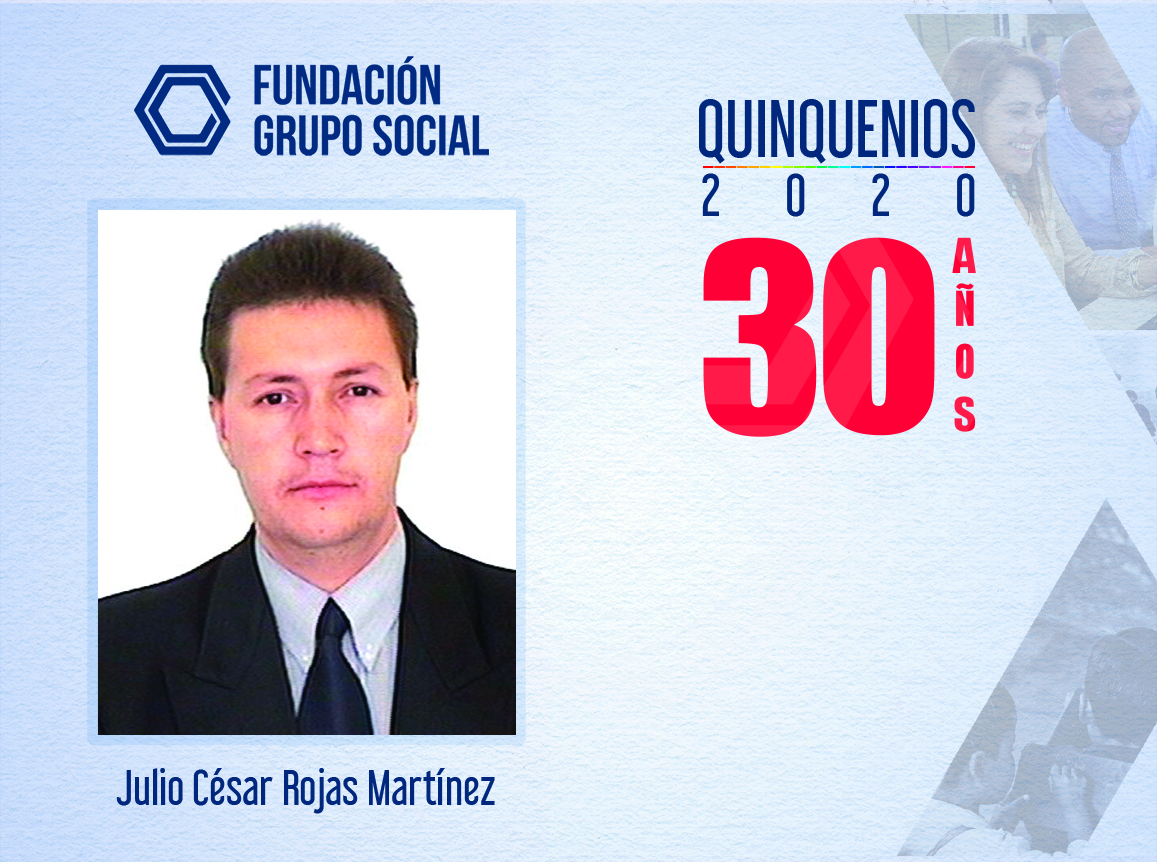 FUNDACIÓN
GRUPO SOCIAL
QUINQUENIOS
2020
30 AÑOS
Julio César Rojas Martínez